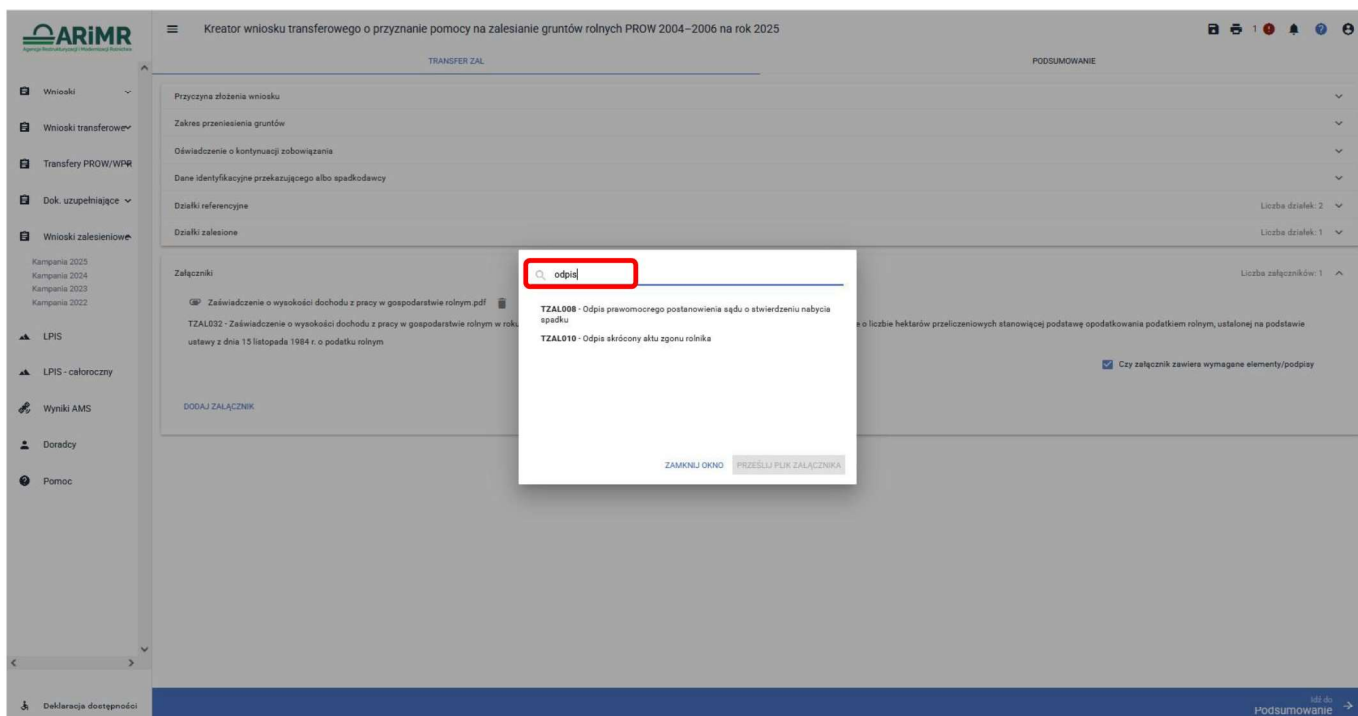 ARiMR
Agencja Restrukturyzacji i Modernizacji Rolnictwa
Kreator wniosku transferowego o przyznanie pomocy na zalesianie gruntów rolnych PROW 2004–2006 na rok 2025
1
TRANSFER ZAL
PODSUMOWANIE
Wnioski
Wnioski transferowe
Transfery PROW/WPR
Dok. uzupełniające
Wnioski zalesieniowe
Kampania 2025
Kampania 2024
Kampania 2023
Kampania 2022
LPIS
LPIS - całoroczny
Wyniki AMS
Doradcy
Pomoc
Deklaracja dostępności
Przyczyna złożenia wniosku
Zakres przeniesienia gruntów
Oświadczenie o kontynuacji zobowiązania
Dane identyfikacyjne przekazującego albo spadkodawcy
Działki referencyjne
Liczba działek: 2
Działki zalesione
Liczba działek: 1
Załączniki
Liczba załączników: 1
Zaświadczenie o wysokości dochodu z pracy w gospodarstwie rolnym.pdf
TZAL032 - Zaświadczenie o wysokości dochodu z pracy w gospodarstwie rolnym w roku
o liczbie hektarów przeliczeniowych stanowiącej podstawę opodatkowania podatkiem rolnym, ustalonej na podstawie
ustawy z dnia 15 listopada 1984 r. o podatku rolnym
Czy załącznik zawiera wymagane elementy/podpisy
DODAJ ZAŁĄCZNIK
odpis
TZAL008 - Odpis prawomocnego postanowienia sądu o stwierdzeniu nabycia
spadku
TZAL010 - Odpis skrócony aktu zgonu rolnika
ZAMKNIJ OKNO
PRZEŚLIJ PLIK ZAŁĄCZNIKA
Idź do
Podsumowanie